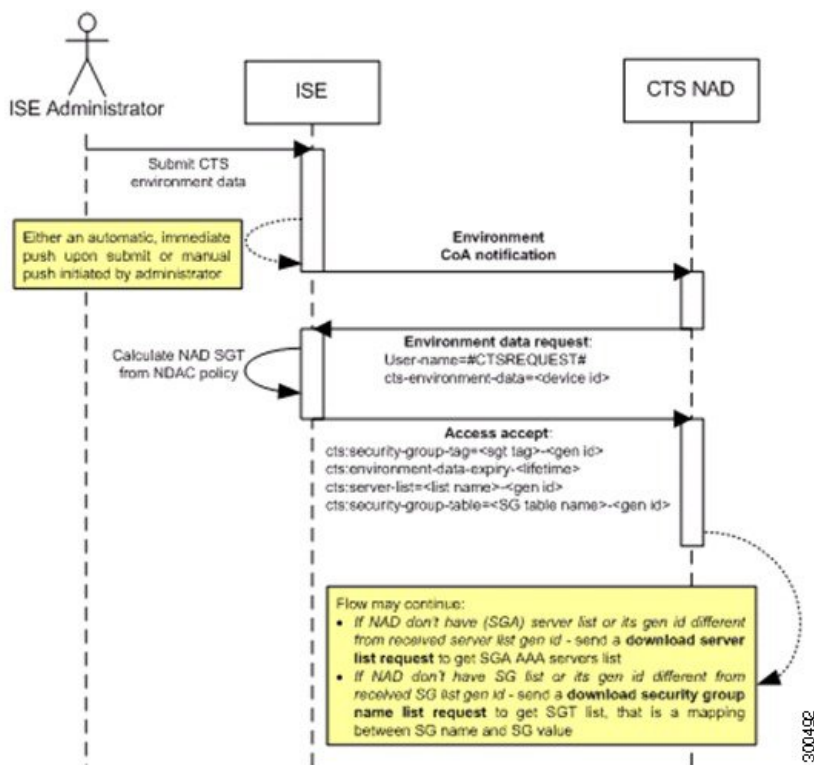 ISE Administrator
ISE
CTS NAD
Submit CTS
environment data
Either an automatic, immediate
push upon submit or manual
push initiated by administrator
Environment
CoA notification
Calculate NAD SGT
from NDAC policy
Environment data request:
User-name=#CTSREQUEST#
cts-environment-data=<device id>
Access accept:
cts:security-group-tag=<sgt tag>-<gen id>
cts:environment-data-expiry-<lifetime>
cts:server-list=<list name>-<gen id>
cts:security-group-table=<SG table name>-<gen id>
Flow may continue:
• If NAD don't have (SGA) server list or its gen id different
from received server list gen id - send a download server
list request to get SGA AAA servers list
• If NAD don't have SG list or its gen id different from
received SG list gen id - send a download security group
name list request to get SGT list, that is a mapping
between SG name and SG value
300492